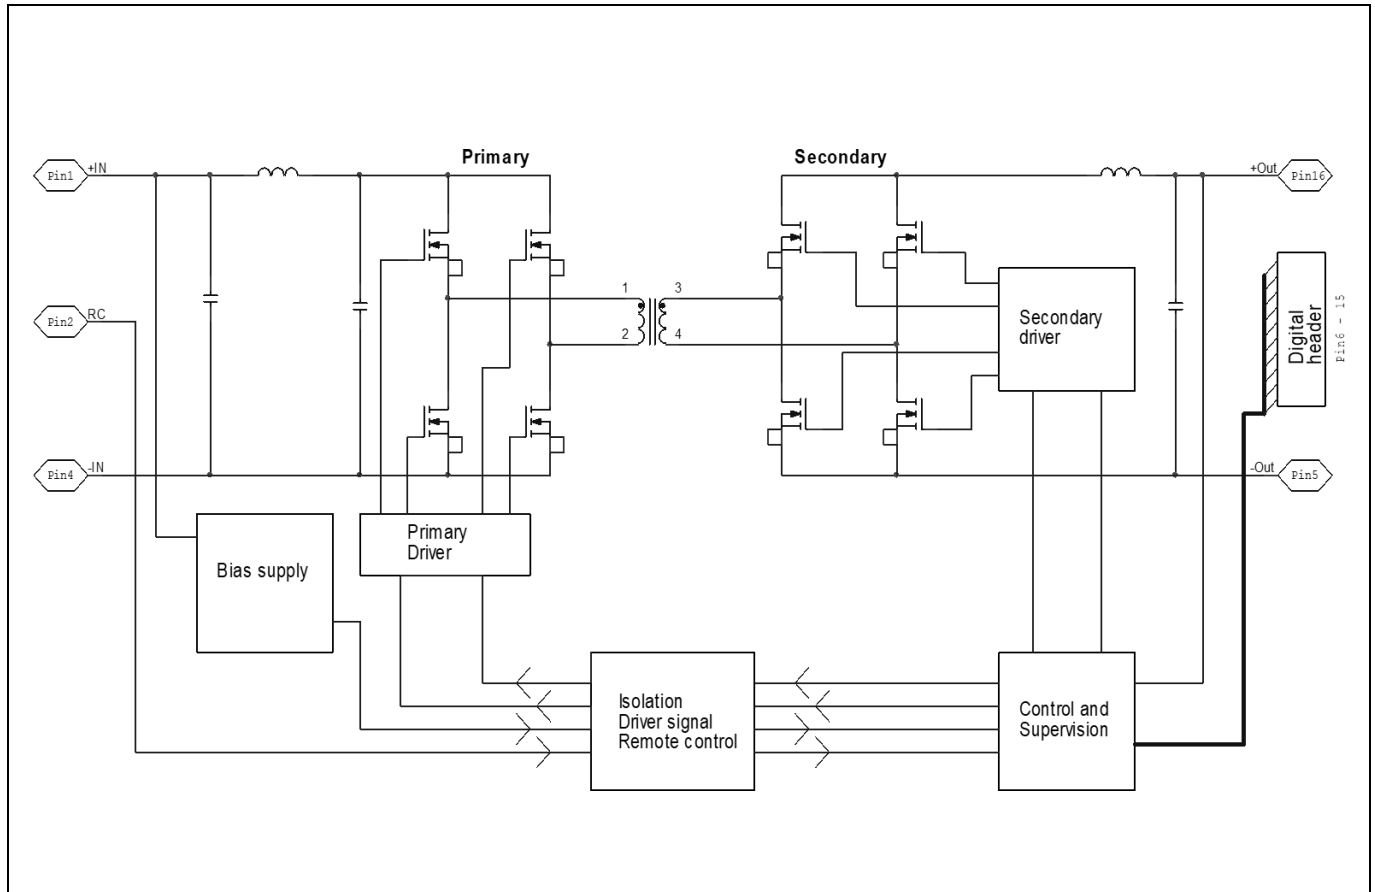 Primary
Secondary
Pin1
+IN
+Out
Pin16
1
3
2
4
Pin2
RC
Secondary
driver
Digital
header
Pin6 - 15
Pin4
-IN
-Out
Pin5
Primary
Driver
Bias supply
Isolation
Driver signal
Remote control
Control and
Supervision